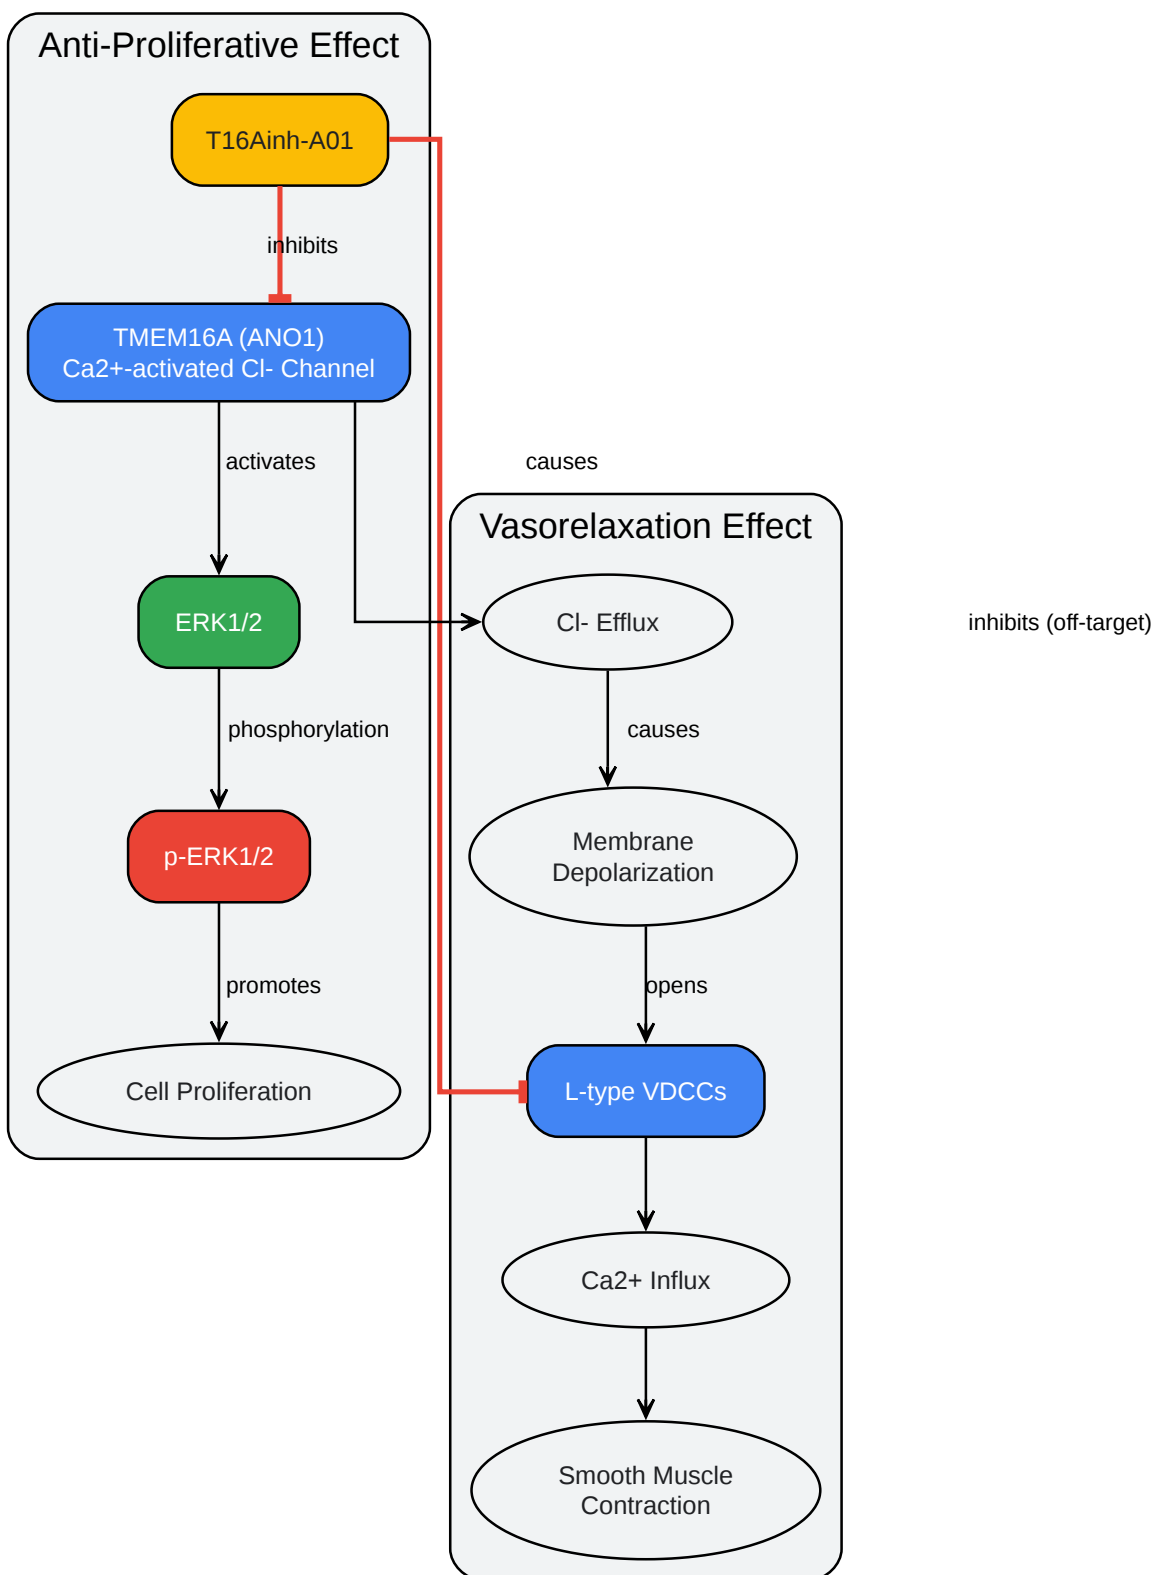 Anti-Proliferative Effect
T16Ainh-A01
inhibits
TMEM16A (ANO1)
Ca2+-activated Cl- Channel
activates
causes
Vasorelaxation Effect
ERK1/2
Cl- Efflux
inhibits (off-target)
phosphorylation
causes
p-ERK1/2
Membrane
Depolarization
promotes
opens
Cell Proliferation
L-type VDCCs
Ca2+ Influx
Smooth Muscle
Contraction